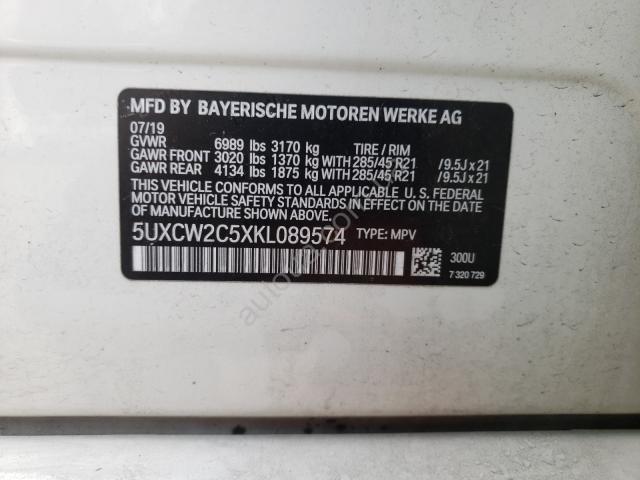 MFD BY BAYERISCHE MOTOREN WERKE AG
07/19
GVWR 6989 lbs 3170 kg TIRE / RIM
GAWR FRONT 3020 lbs 1370 kg WITH 285/45 R21 /9.5J x 21
GAWR REAR 4134 lbs 1875 kg WITH 285/45 R21 /9.5J x 21
THIS VEHICLE CONFORMS TO ALL APPLICABLE U. S. FEDERAL
MOTOR VEHICLE SAFETY STANDARDS IN EFFECT ON THE
DATE OF MANUFACTURE SHOWN ABOVE.
5UXCW2C5XKL089574 TYPE: MPV
300U
7 320 729